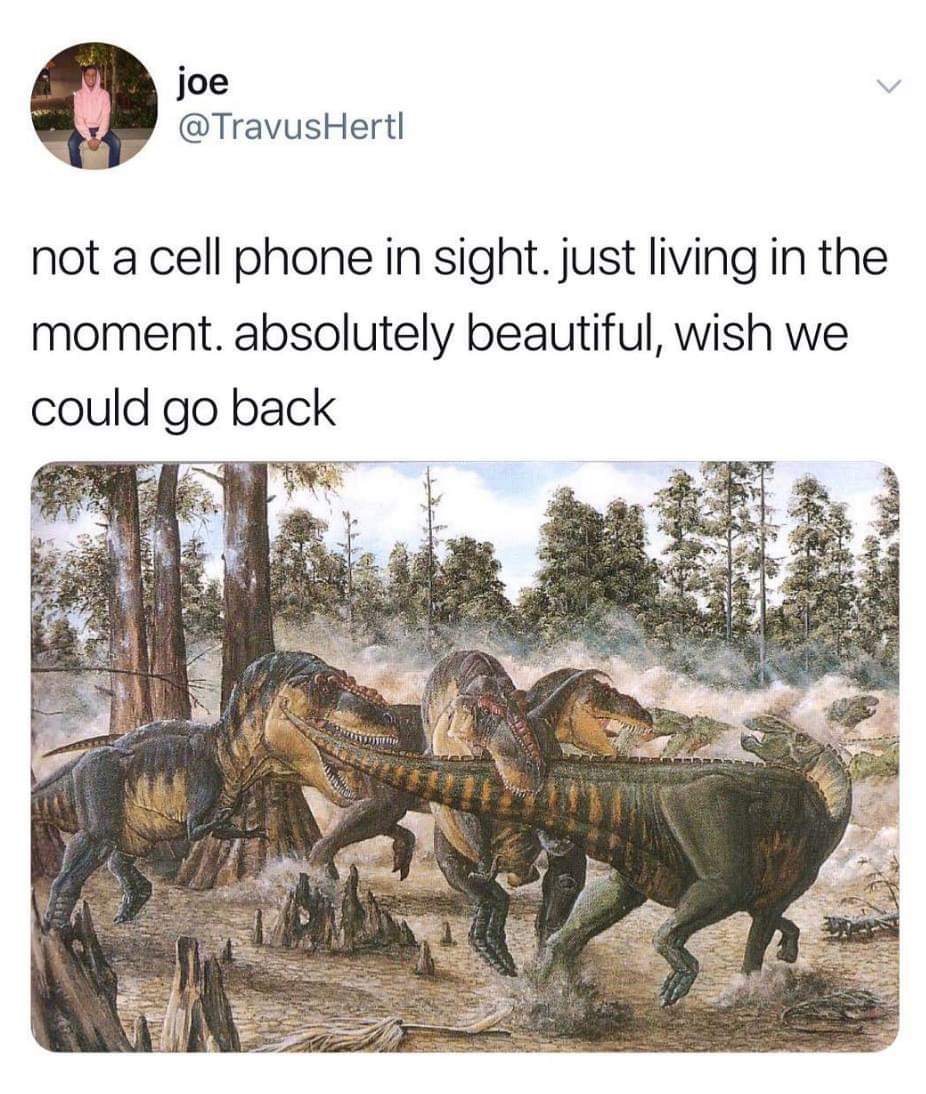 joe
@TravusHertl
not a cell phone in sight. just living in the
moment. absolutely beautiful, wish we
could go back